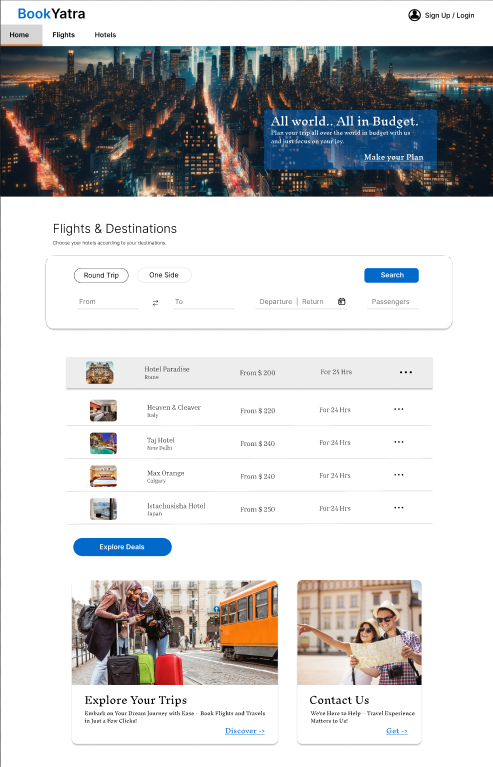 BookYatra
Sign Up / Login
Home Flights Hotels
All world.. All in Budget.
Plan your trip all over the world in budget with us
and just focus on your joy.
Make your Plan
Flights & Destinations
Choose your hotels according to your destinations.
Round Trip One Side Search
From To Departure | Return Passengers
Hotel Paradise From $ 200 For 24 Hrs
Rome
Heaven & Cleaver From $ 220 For 24 Hrs
Italy
Taj Hotel From $ 240 For 24 Hrs
New Delhi
Max Orange From $ 240 For 24 Hrs
Calgary
Istachusisha Hotel From $ 250 For 24 Hrs
Japan
Explore Deals
Explore Your Trips
Embark on Your Dream Journey with Ease – Book Flights and Travels
in Just a Few Clicks!
Discover ->
Contact Us
We're Here to Help – Travel Experience
Matters to Us!
Get ->